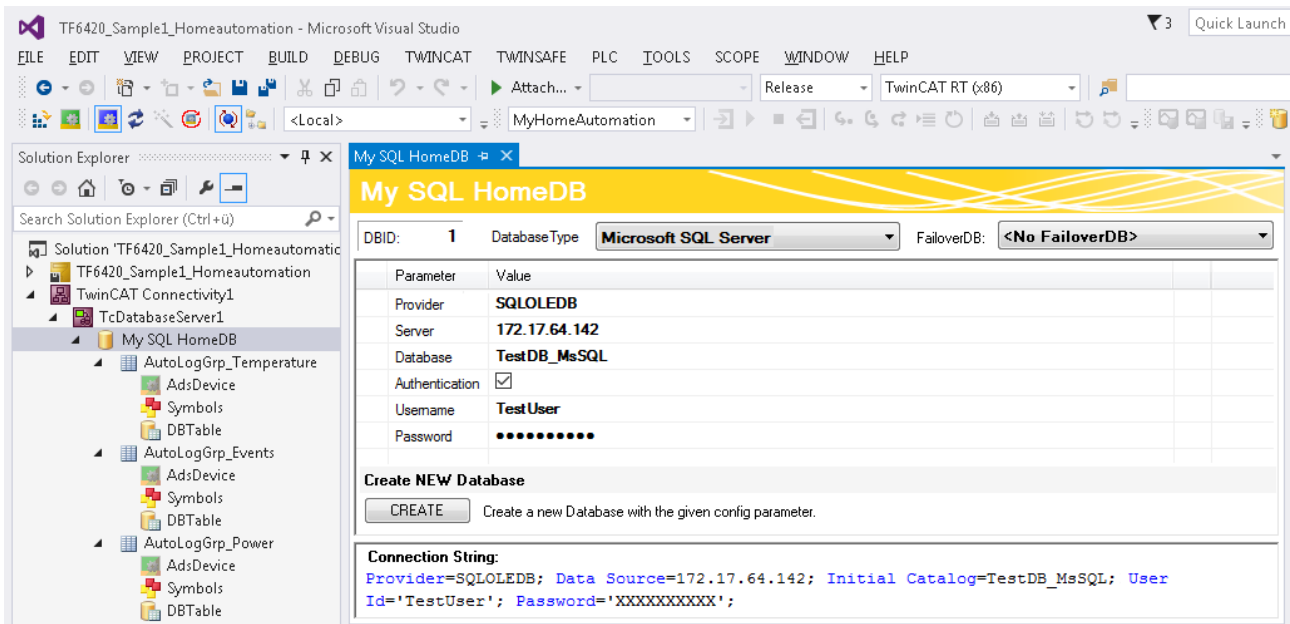 TF6420_Sample1_Homeautomation - Microsoft Visual Studio
3
Quick Launch
FILE EDIT VIEW PROJECT BUILD DEBUG TWINCAT TWINSAFE PLC TOOLS SCOPE WINDOW HELP
Attach... Release TwinCAT RT (x86)
<Local> MyHomeAutomation
Solution Explorer
Search Solution Explorer (Ctrl+ü)
Solution 'TF6420_Sample1_Homeautomatic
TF6420_Sample1_Homeautomation
TwinCAT Connectivity1
TcDatabaseServer1
My SQL HomeDB
AutoLogGrp_Temperature
AdsDevice
Symbols
DBTable
AutoLogGrp_Events
AdsDevice
Symbols
DBTable
AutoLogGrp_Power
AdsDevice
Symbols
DBTable
My SQL HomeDB
My SQL HomeDB
DBID: 1 DatabaseType Microsoft SQL Server FailoverDB: <No FailoverDB>
Parameter Value
Provider SQLOLEDB
Server 172.17.64.142
Database TestDB_MsSQL
Authentication
Username TestUser
Password ••••••••••
Create NEW Database
CREATE Create a new Database with the given config parameter.
Connection String:
Provider=SQLOLEDB; Data Source=172.17.64.142; Initial Catalog=TestDB_MsSQL; User
Id='TestUser'; Password='XXXXXXXXXX';